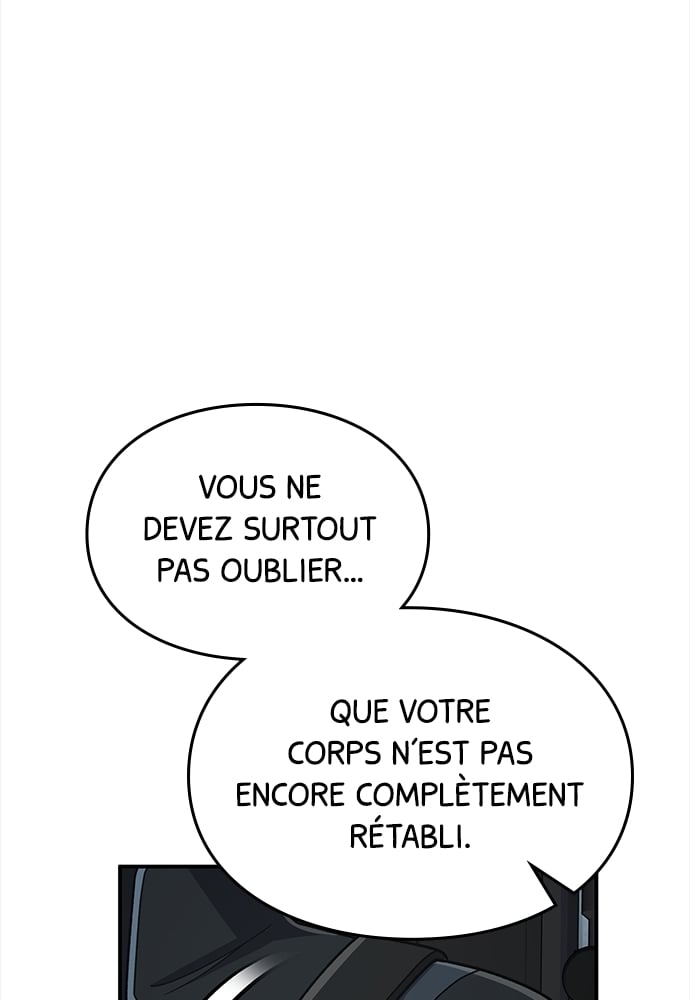 VOUS NE
DEVEZ SURTOUT
PAS OUBLIER...
QUE VOTRE
CORPS N´EST PAS
ENCORE COMPLÈTEMENT
RÉTABLI.